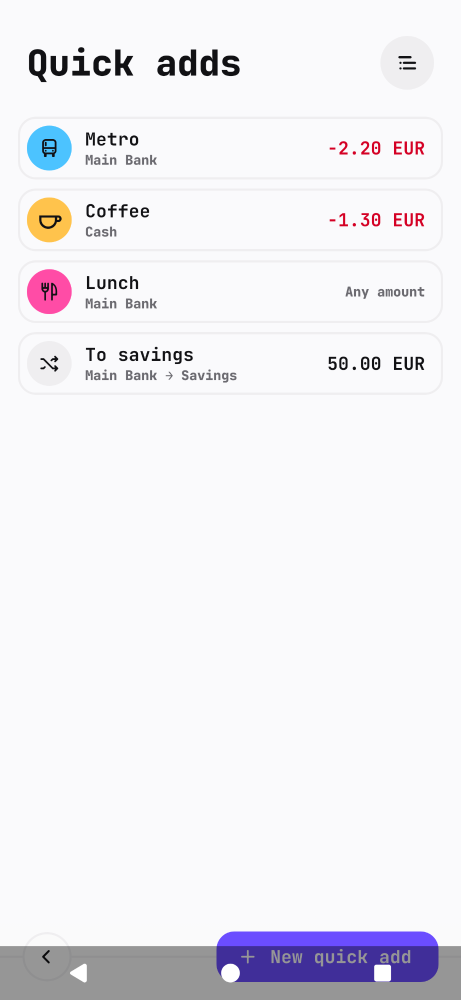 Quick adds
Metro
Main Bank
-2.20 EUR
Coffee
Cash
-1.30 EUR
Lunch
Main Bank
Any amount
To savings
Main Bank → Savings
50.00 EUR
+ New quick add